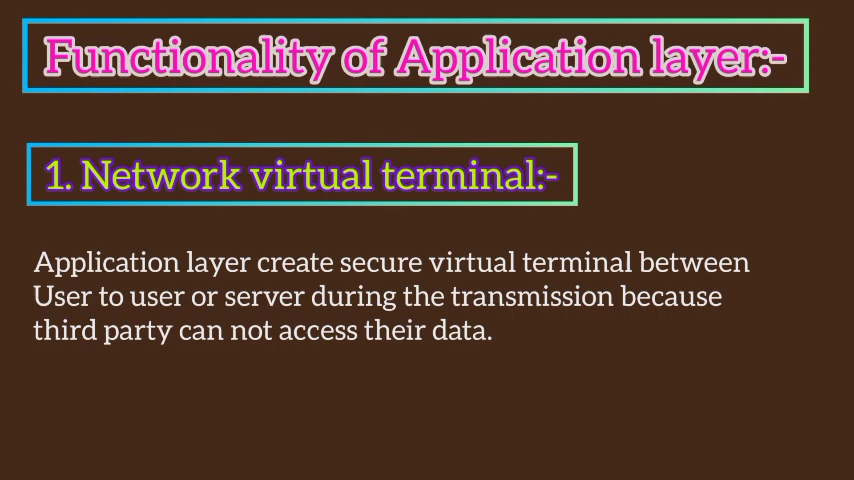 Functionality of Application layer:-
1. Network virtual terminal:-
Application layer create secure virtual terminal between
User to user or server during the transmission because
third party can not access their data.